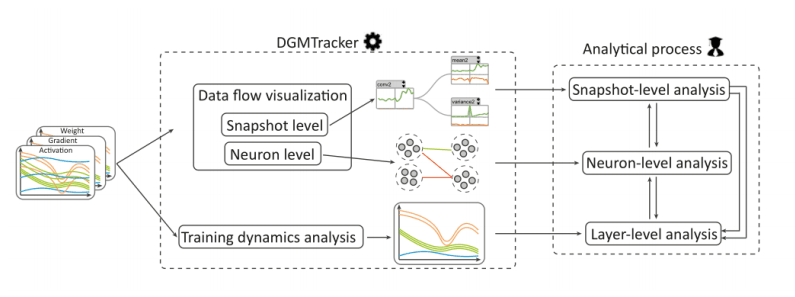 DGMTracker
Analytical process
Weight
Gradient
Activation
Data flow visualization
Snapshot level
Neuron level
conv2
mean2
variance2
Training dynamics analysis
Snapshot-level analysis
Neuron-level analysis
Layer-level analysis